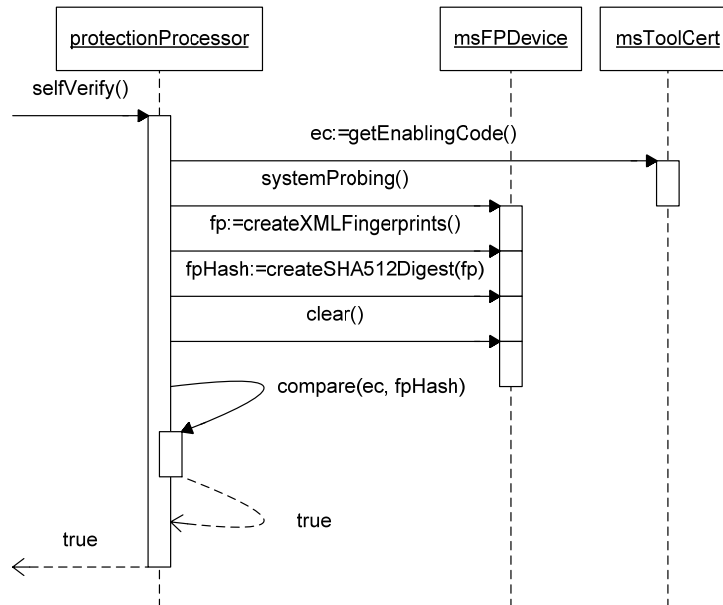 protectionProcessor
msFPDevice
msToolCert
selfVerify()
ec:=getEnablingCode()
systemProbing()
fp:=createXMLFingerprints()
fpHash:=createSHA512Digest(fp)
clear()
compare(ec, fpHash)
true
true